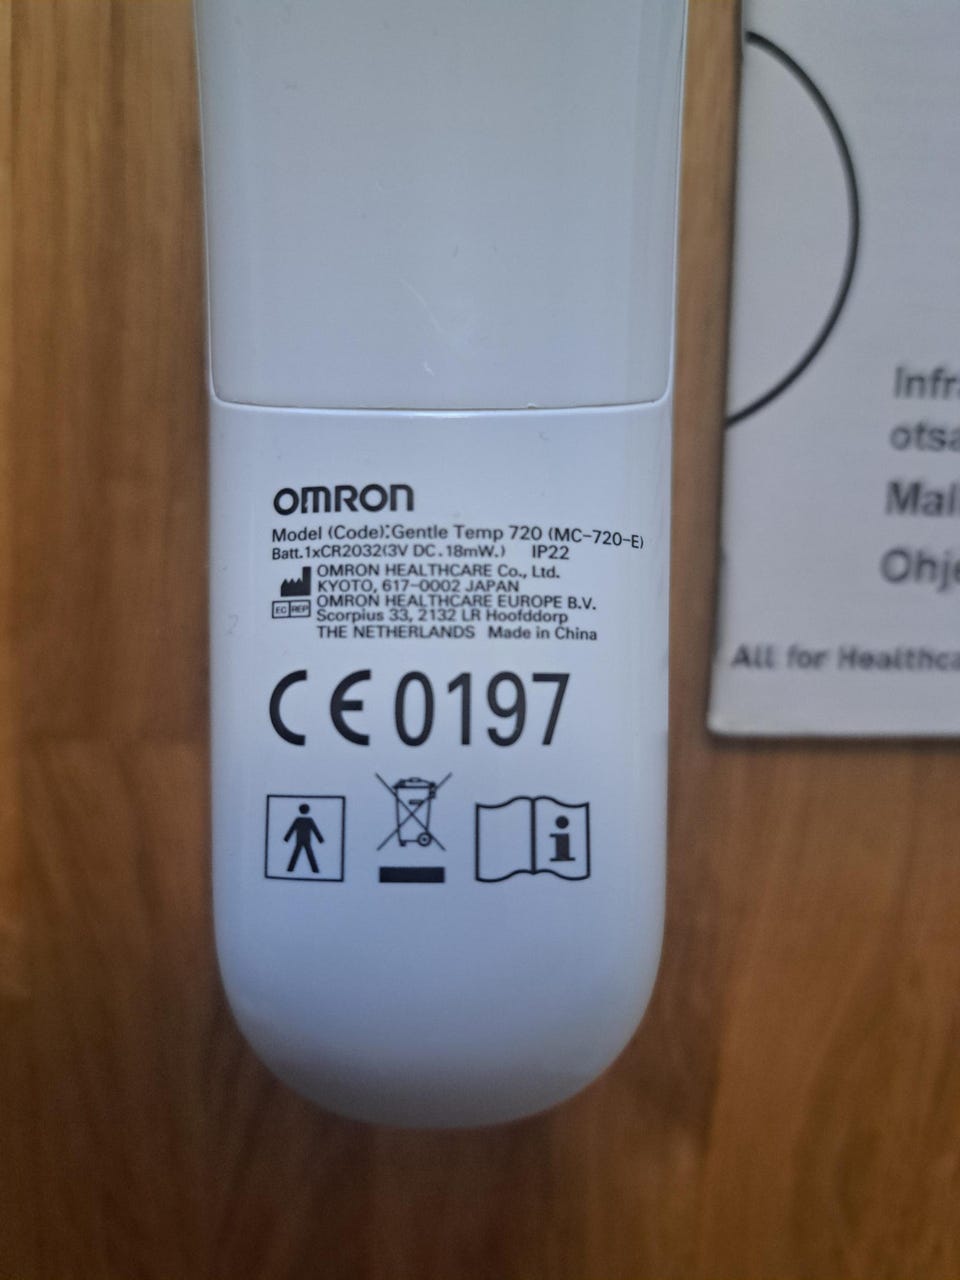 OMRON
Model (Code):Gentle Temp 720 (MC-720-E)
Batt.1xCR2032(3V DC.18mW.) IP22
OMRON HEALTHCARE Co., Ltd.
KYOTO, 617-0002 JAPAN
EC REP
OMRON HEALTHCARE EUROPE B.V.
Scorpius 33, 2132 LR Hoofddorp
THE NETHERLANDS Made in China
CE 0197
i
Infr
otsa
Mal
Ohje
All for Healthca